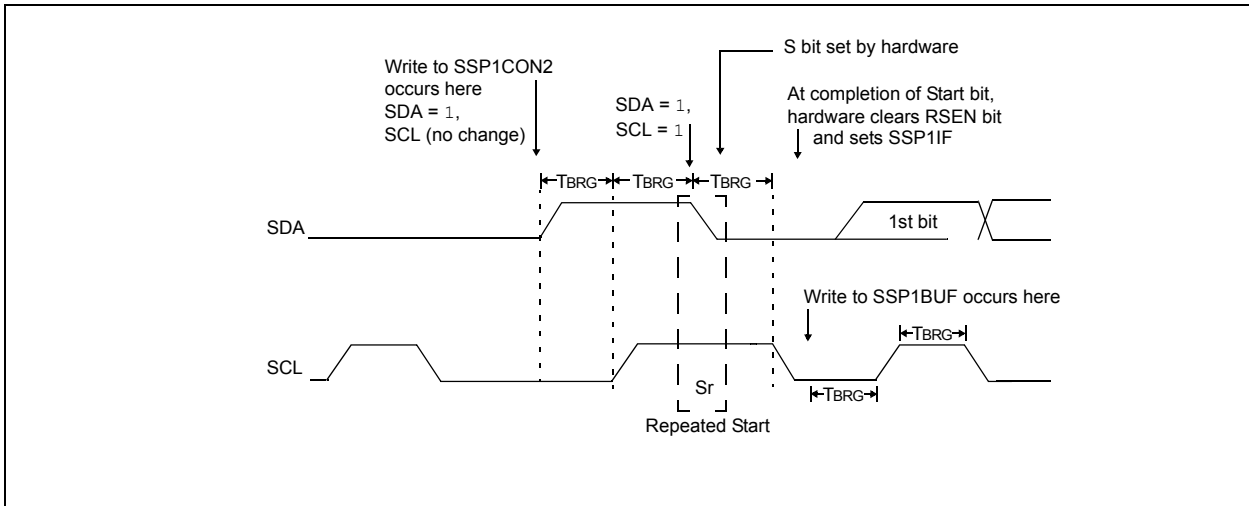 S bit set by hardware
Write to SSP1CON2
occurs here
SDA = 1,
SCL (no change)
SDA = 1,
SCL = 1
At completion of Start bit,
hardware clears RSEN bit
and sets SSP1IF
TBRG
TBRG
TBRG
SDA
1st bit
Write to SSP1BUF occurs here
TBRG
SCL
Sr
TBRG
Repeated Start